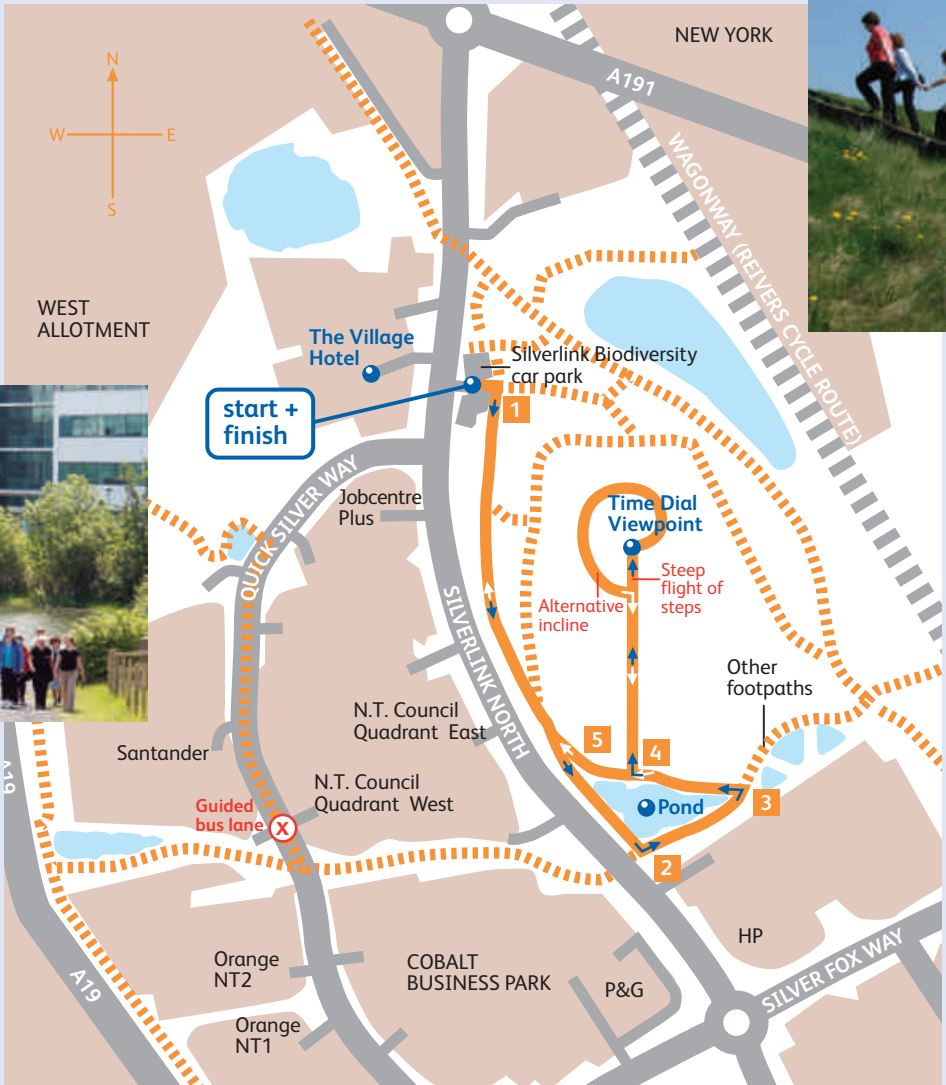 NEW YORK
A191
N
W
E
S
WAGONWAY (REIVERS CYCLE ROUTE)
WEST
ALLOTMENT
The Village
Hotel
Silverlink Biodiversity
car park
start +
finish
1
QUICK SILVER WAY
Jobcentre
Plus
Time Dial
Viewpoint
Steep
flight of
steps
Alternative
incline
SILVERLINK NORTH
Other
footpaths
N.T. Council
Quadrant East
5
4
Santander
A19
N.T. Council
Quadrant West
3
Guided
bus lane
X
Pond
2
HP
Orange
NT2
COBALT
BUSINESS PARK
P&G
SILVER FOX WAY
A19
Orange
NT1